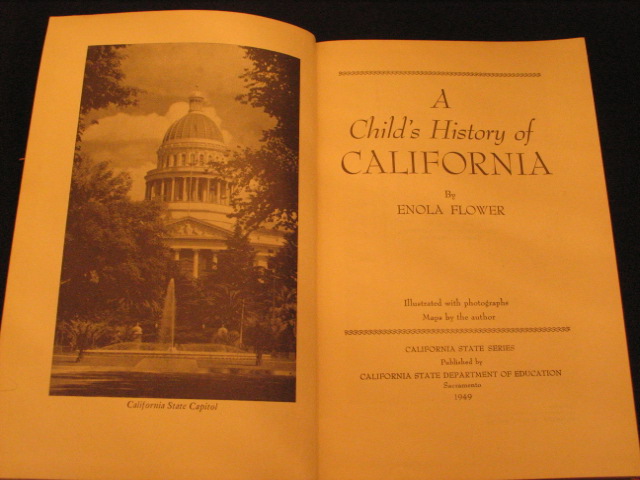 California State Capitol
A
Child's History of
CALIFORNIA
By
ENOLA FLOWER
Illustrated with photographs
Maps by the author
CALIFORNIA STATE SERIES
Published by
CALIFORNIA STATE DEPARTMENT OF EDUCATION
Sacramento
1949